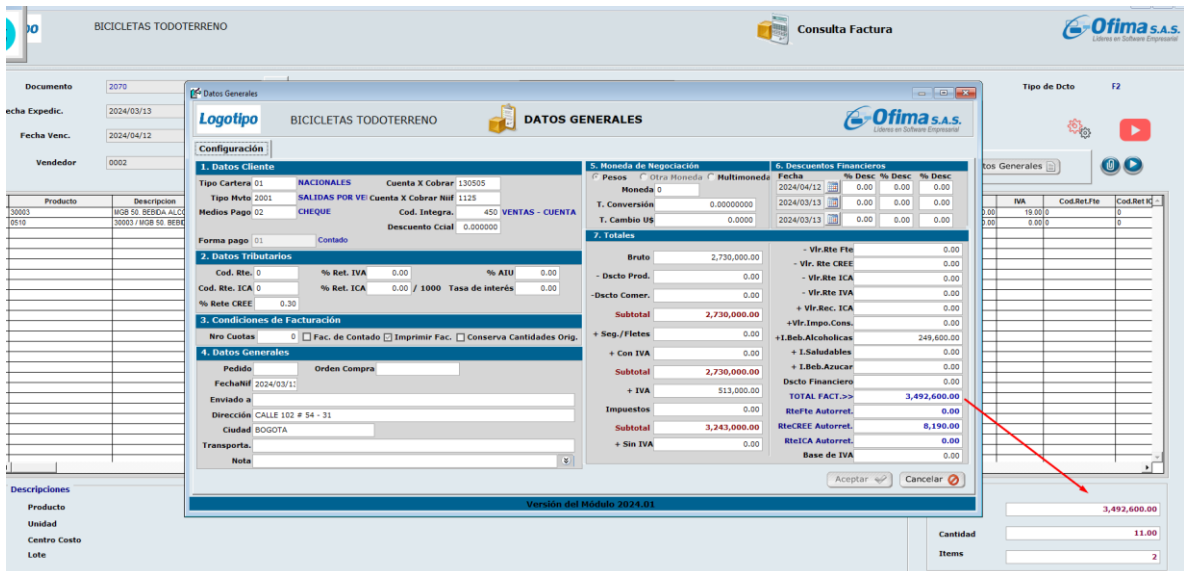 po
BICICLETAS TODOTERRENO
Consulta Factura
Ofima S.A.S.
Líderes en Software Empresarial
Documento 2070
Tipo de Dcto F2
echa Expedic. 2024/03/13
Fecha Venc. 2024/04/12
Vendedor 0002
tos Generales
Producto Descripcion IVA Cod.Ret.Fte Cod.Ret IC
30003 MGB 50. BEBIDA ALCO 0.00 19.00 0 0
0510 30003 / MGB 50. BEBE 0.00 0.00 0 0
Datos Generales
Logotipo BICICLETAS TODOTERRENO DATOS GENERALES
Ofima S.A.S.
Líderes en Software Empresarial
Configuración
1. Datos Cliente
Tipo Cartera 01 NACIONALES Cuenta X Cobrar 130505
Tipo Mvto 2001 SALIDAS POR VE Cuenta X Cobrar Niif 1125
Medios Pago 02 CHEQUE Cod. Integra. 450 VENTAS - CUENTA
Descuento Ccial 0.000000
Forma pago 01 Contado
2. Datos Tributarios
Cod. Rte. 0 % Ret. IVA 0.00 % AIU 0.00
Cod. Rte. ICA 0 % Ret. ICA 0.00 / 1000 Tasa de interés 0.00
% Rete CREE 0.30
3. Condiciones de Facturación
Nro Cuotas 0 Fac. de Contado Imprimir Fac. Conserva Cantidades Orig.
4. Datos Generales
Pedido Orden Compra
FechaNif 2024/03/13
Enviado a
Dirección CALLE 102 # 54 - 31
Ciudad BOGOTA
Transporta.
Nota
5. Moneda de Negociación
Pesos Otra Moneda Multimoneda
Moneda 0
T. Conversión 0.00000000
T. Cambio U$ 0.0000
6. Descuentos Financieros
Fecha % Desc % Desc % Desc
2024/04/12 0.00 0.00 0.00
2024/03/13 0.00 0.00 0.00
2024/03/13 0.00 0.00 0.00
7. Totales
Bruto 2,730,000.00
- Dscto Prod. 0.00
-Dscto Comer. 0.00
Subtotal 2,730,000.00
+ Seg./Fletes 0.00
+ Con IVA 0.00
Subtotal 2,730,000.00
+ IVA 513,000.00
Impuestos 0.00
Subtotal 3,243,000.00
+ Sin IVA 0.00
- Vlr.Rte Fte 0.00
- Vlr. Rte CREE 0.00
- Vlr.Rte ICA 0.00
- Vlr.Rte IVA 0.00
+ Vlr.Rec. ICA 0.00
+Vlr.Impo.Cons. 0.00
+I.Beb.Alcoholicas 249,600.00
+ I.Saludables 0.00
+ I.Beb.Azucar 0.00
Dscto Financiero 0.00
TOTAL FACT.>> 3,492,600.00
RteFte Autorret. 0.00
RteCREE Autorret. 8,190.00
RteICA Autorret. 0.00
Base de IVA 0.00
Aceptar Cancelar
Versión del Módulo 2024.01
Descripciones
Producto
Unidad
Centro Costo
Lote
3,492,600.00
Cantidad 11.00
Items 2